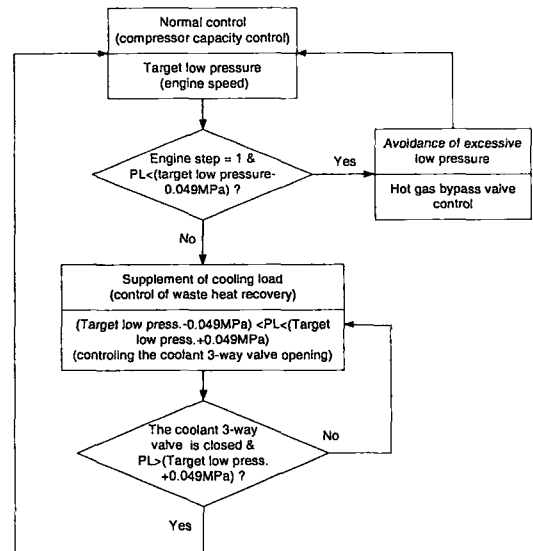 Normal control
(compressor capacity control)
Target low pressure
(engine speed)
Engine step = 1 &
PL<(target low pressure-
0.049MPa) ?
Yes
Avoidance of excessive
low pressure
Hot gas bypass valve
control
No
Supplement of cooling load
(control of waste heat recovery)
(Target low press.-0.049MPa) <PL<(Target
low press.+0.049MPa)
(controling the coolant 3-way valve opening)
The coolant 3-way
valve is closed &
PL>(Target low press.
+0.049MPa) ?
No
Yes